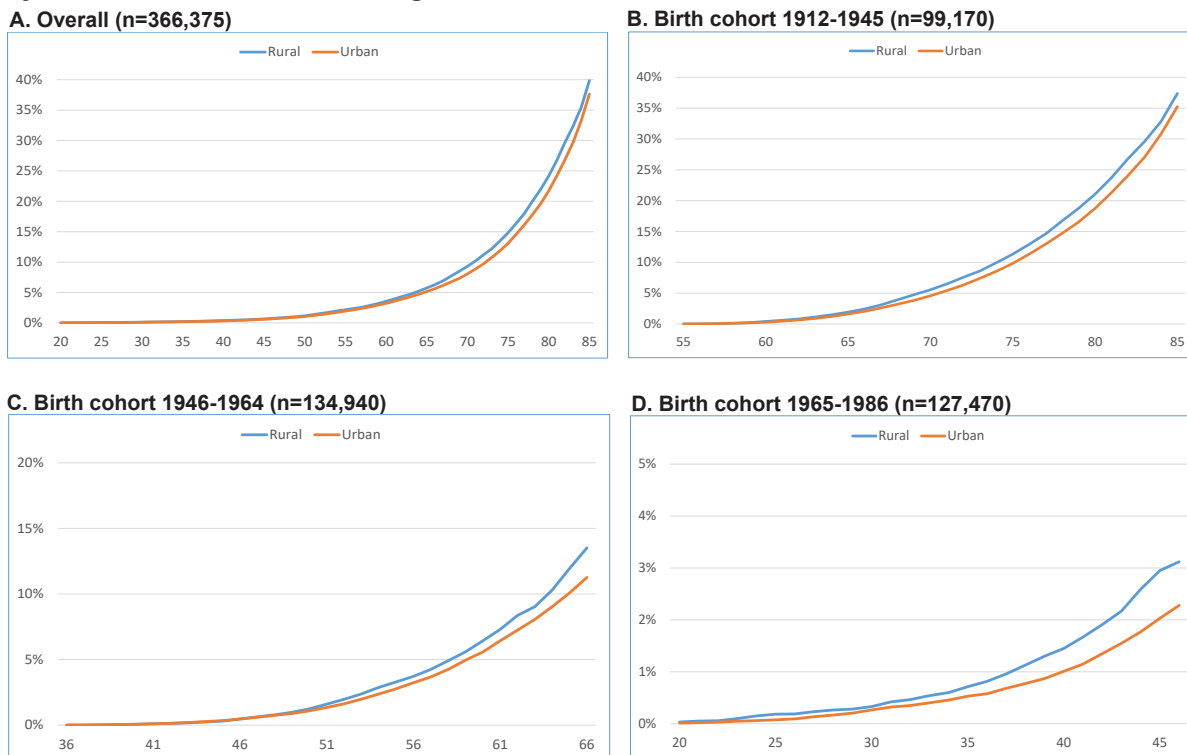 A. Overall (n=366,375)
Rural Urban
40%
35%
30%
25%
20%
15%
10%
5%
0%
20 25 30 30 35 40 45 50 55 60 65 70 75 80 85
B. Birth cohort 1912-1945 (n=99,170)
Rural Urban
40%
35%
30%
25%
20%
15%
10%
5%
0%
55 60 65 70 75 80 85
C. Birth cohort 1946-1964 (n=134,940)
Rural Urban
20%
15%
10%
5%
0%
36 41 46 51 56 61 66
D. Birth cohort 1965-1986 (n=127,470)
Rural Urban
5%
4%
3%
2%
1%
0%
20 25 30 35 40 45